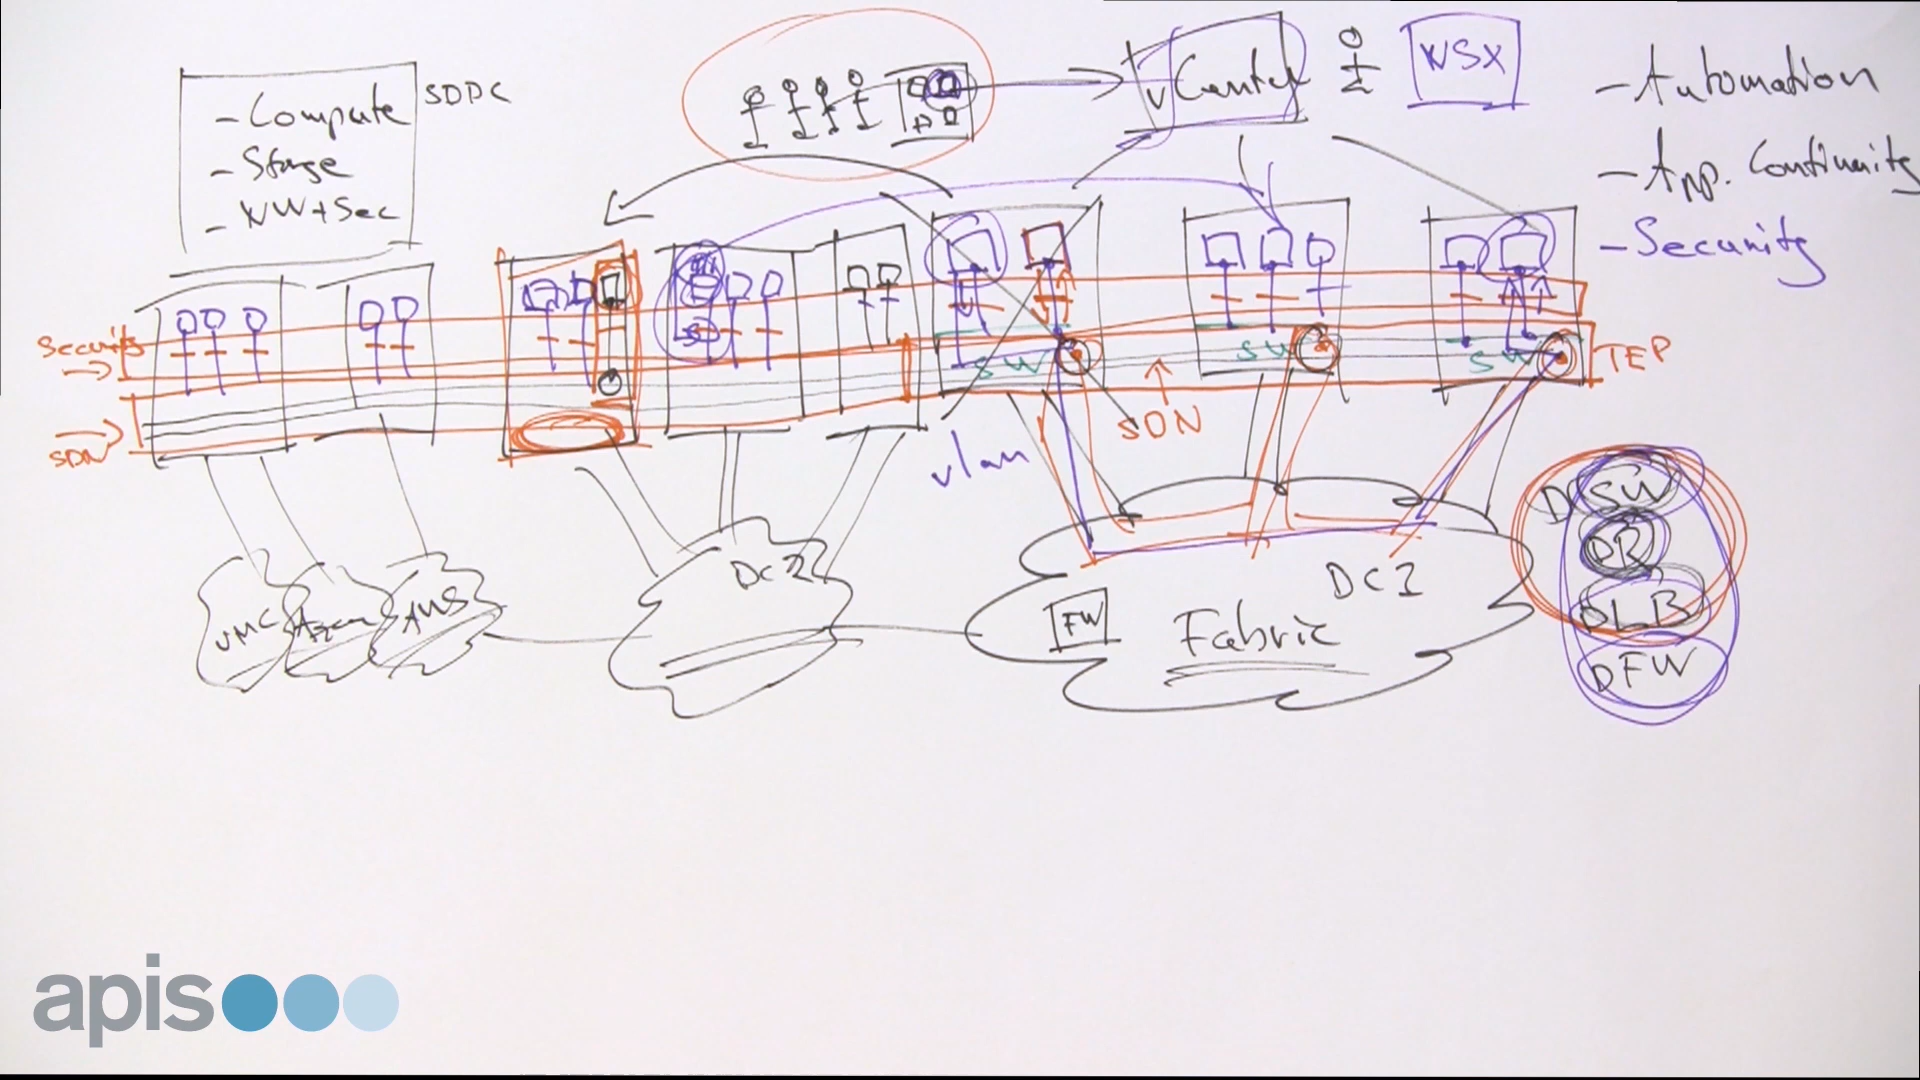 - Compute
- Storge
- NW+Sec
SDDC
vCenter
NSX
- Automation
- App. Continuity
- Security
Security
SDN
SW
SW
SW
TEP
SDN
vlan
VMC
Azure
AWS
DC2
DC1
FW
Fabric
DSW
DR
DLB
DFW
apis